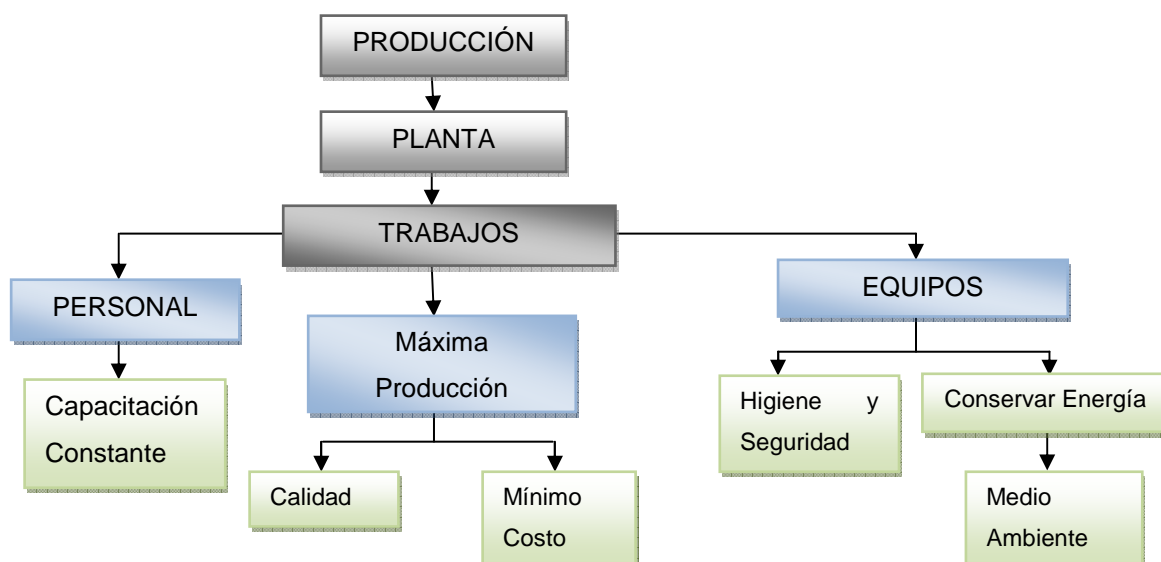 PRODUCCIÓN
PLANTA
TRABAJOS
PERSONAL
EQUIPOS
Máxima
Producción
Capacitación
Constante
Higiene y
Seguridad
Conservar Energía
Calidad
Mínimo
Costo
Medio
Ambiente